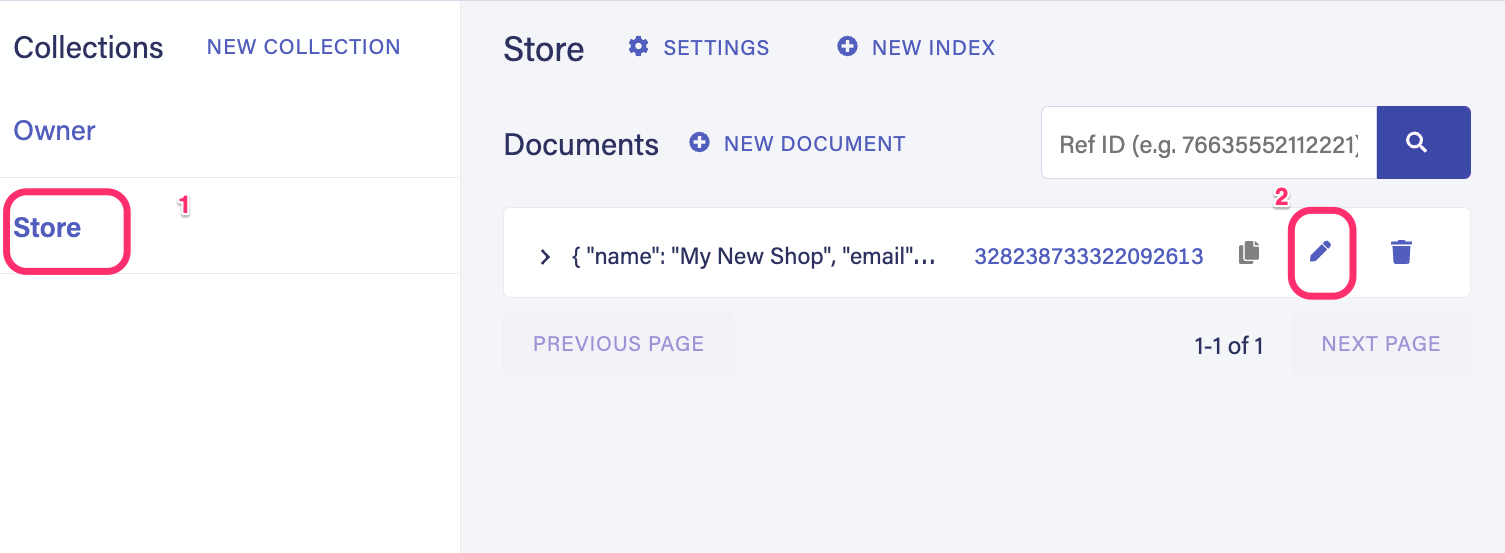 Collections NEW COLLECTION
Owner
Store
1
Store SETTINGS NEW INDEX
Documents NEW DOCUMENT
Ref ID (e.g. 76635552112221)
2
{ "name": "My New Shop", "email"... 328238733322092613
PREVIOUS PAGE
1-1 of 1
NEXT PAGE